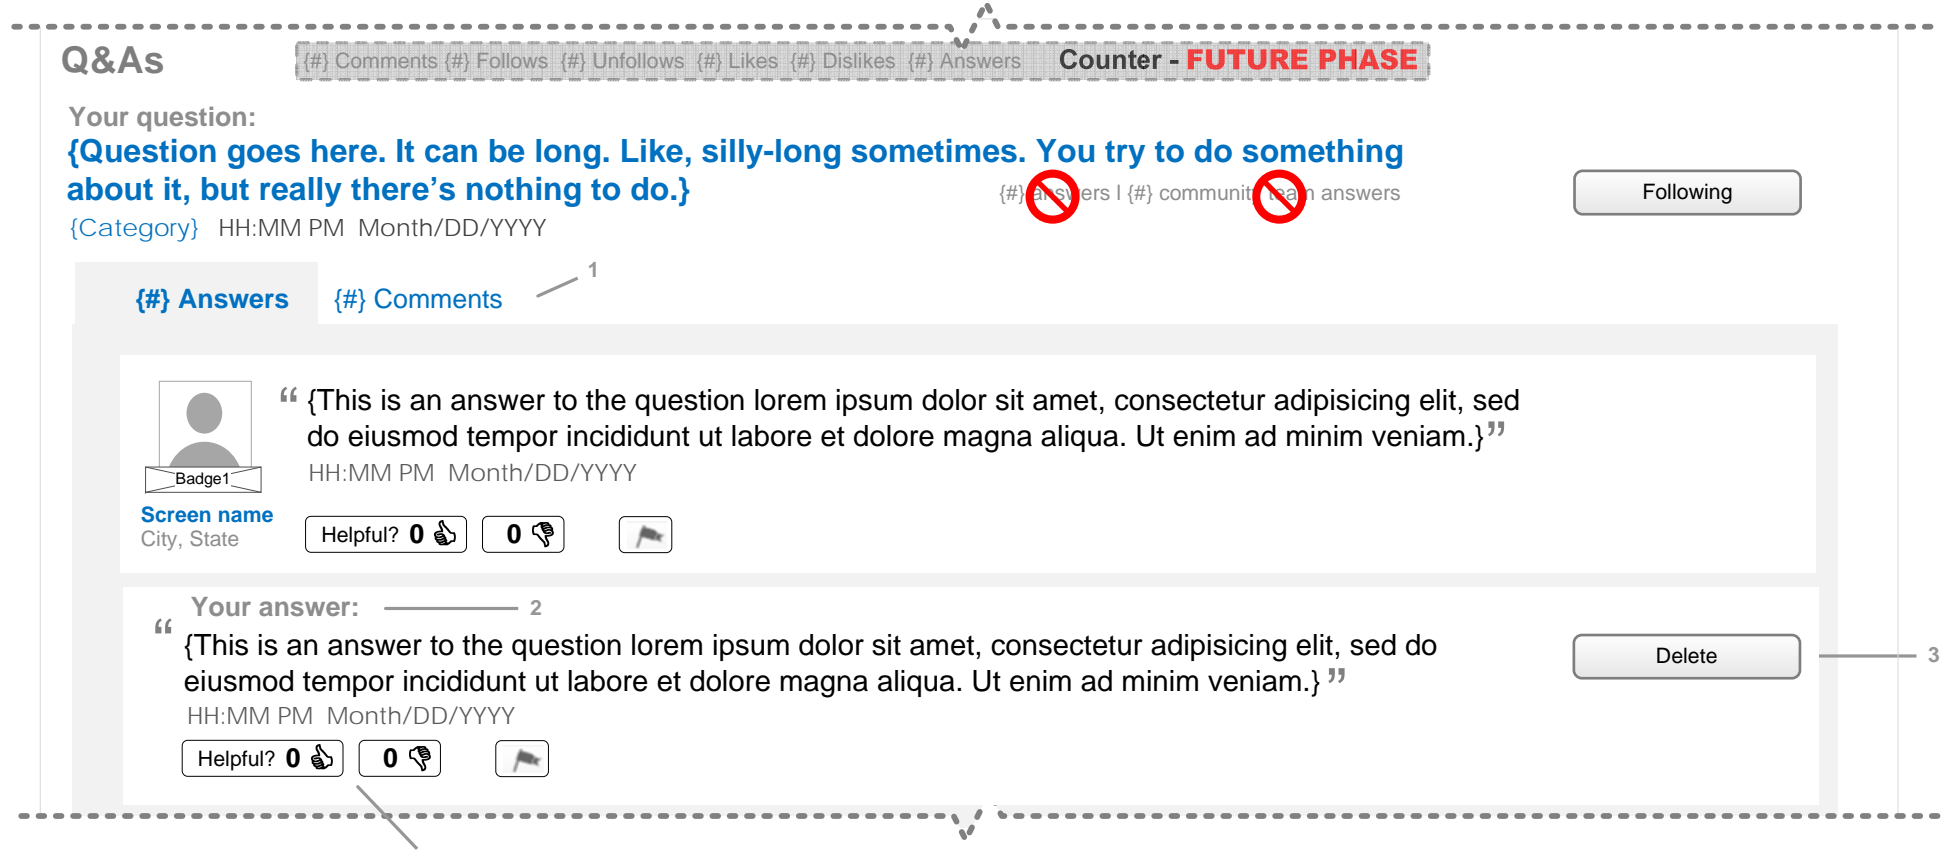 Q&As
{#} Comments {#} Follows {#} Unfollows {#} Likes {#} Dislikes {#} Answers Counter - FUTURE PHASE
Your question:
{Question goes here. It can be long. Like, silly-long sometimes. You try to do something
about it, but really there’s nothing to do.}
{#} answers I {#} community team answers
Following
{Category} HH:MM PM Month/DD/YYYY
1
{#} Answers {#} Comments
“ {This is an answer to the question lorem ipsum dolor sit amet, consectetur adipisicing elit, sed
do eiusmod tempor incididunt ut labore et dolore magna aliqua. Ut enim ad minim veniam.} ”
HH:MM PM Month/DD/YYYY
Badge1
Screen name
City, State
Helpful? 0 0
Your answer: 2
“ {This is an answer to the question lorem ipsum dolor sit amet, consectetur adipisicing elit, sed do
eiusmod tempor incididunt ut labore et dolore magna aliqua. Ut enim ad minim veniam.} ”
Delete 3
HH:MM PM Month/DD/YYYY
Helpful? 0 0